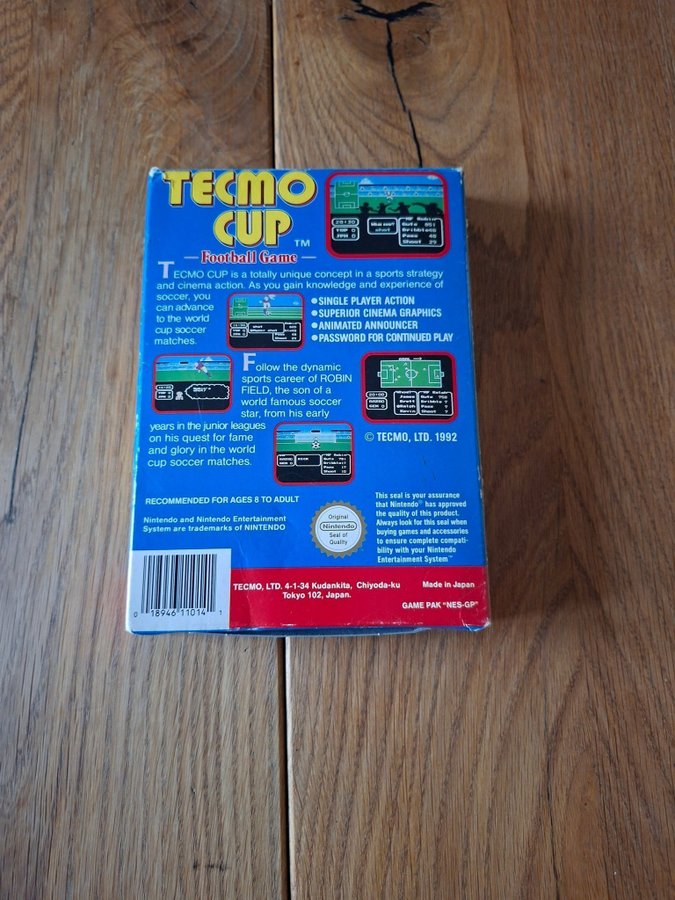 TECMO
CUP ™
Football Game
TECMO CUP is a totally unique concept in a sports strategy
and cinema action. As you gain knowledge and experience of
soccer, you
can advance
to the world
cup soccer
matches.
•SINGLE PLAYER ACTION
•SUPERIOR CINEMA GRAPHICS
•ANIMATED ANNOUNCER
•PASSWORD FOR CONTINUED PLAY
Follow the dynamic
sports career of ROBIN
FIELD, the son of a
world famous soccer
star, from his early
years in the junior leagues
on his quest for fame
and glory in the world
cup soccer matches.
© TECMO, LTD. 1992
RECOMMENDED FOR AGES 8 TO ADULT
Nintendo and Nintendo Entertainment
System are trademarks of NINTENDO
Original
Nintendo®
Seal of
Quality
This seal is your assurance
that Nintendo® has approved
the quality of this product.
Always look for this seal when
buying games and accessories
to ensure complete compati-
bility with your Nintendo
Entertainment System™
0 18946 11014 1
TECMO, LTD. 4-1-34 Kudankita, Chiyoda-ku
Tokyo 102, Japan.
Made in Japan
GAME PAK "NES-GP"